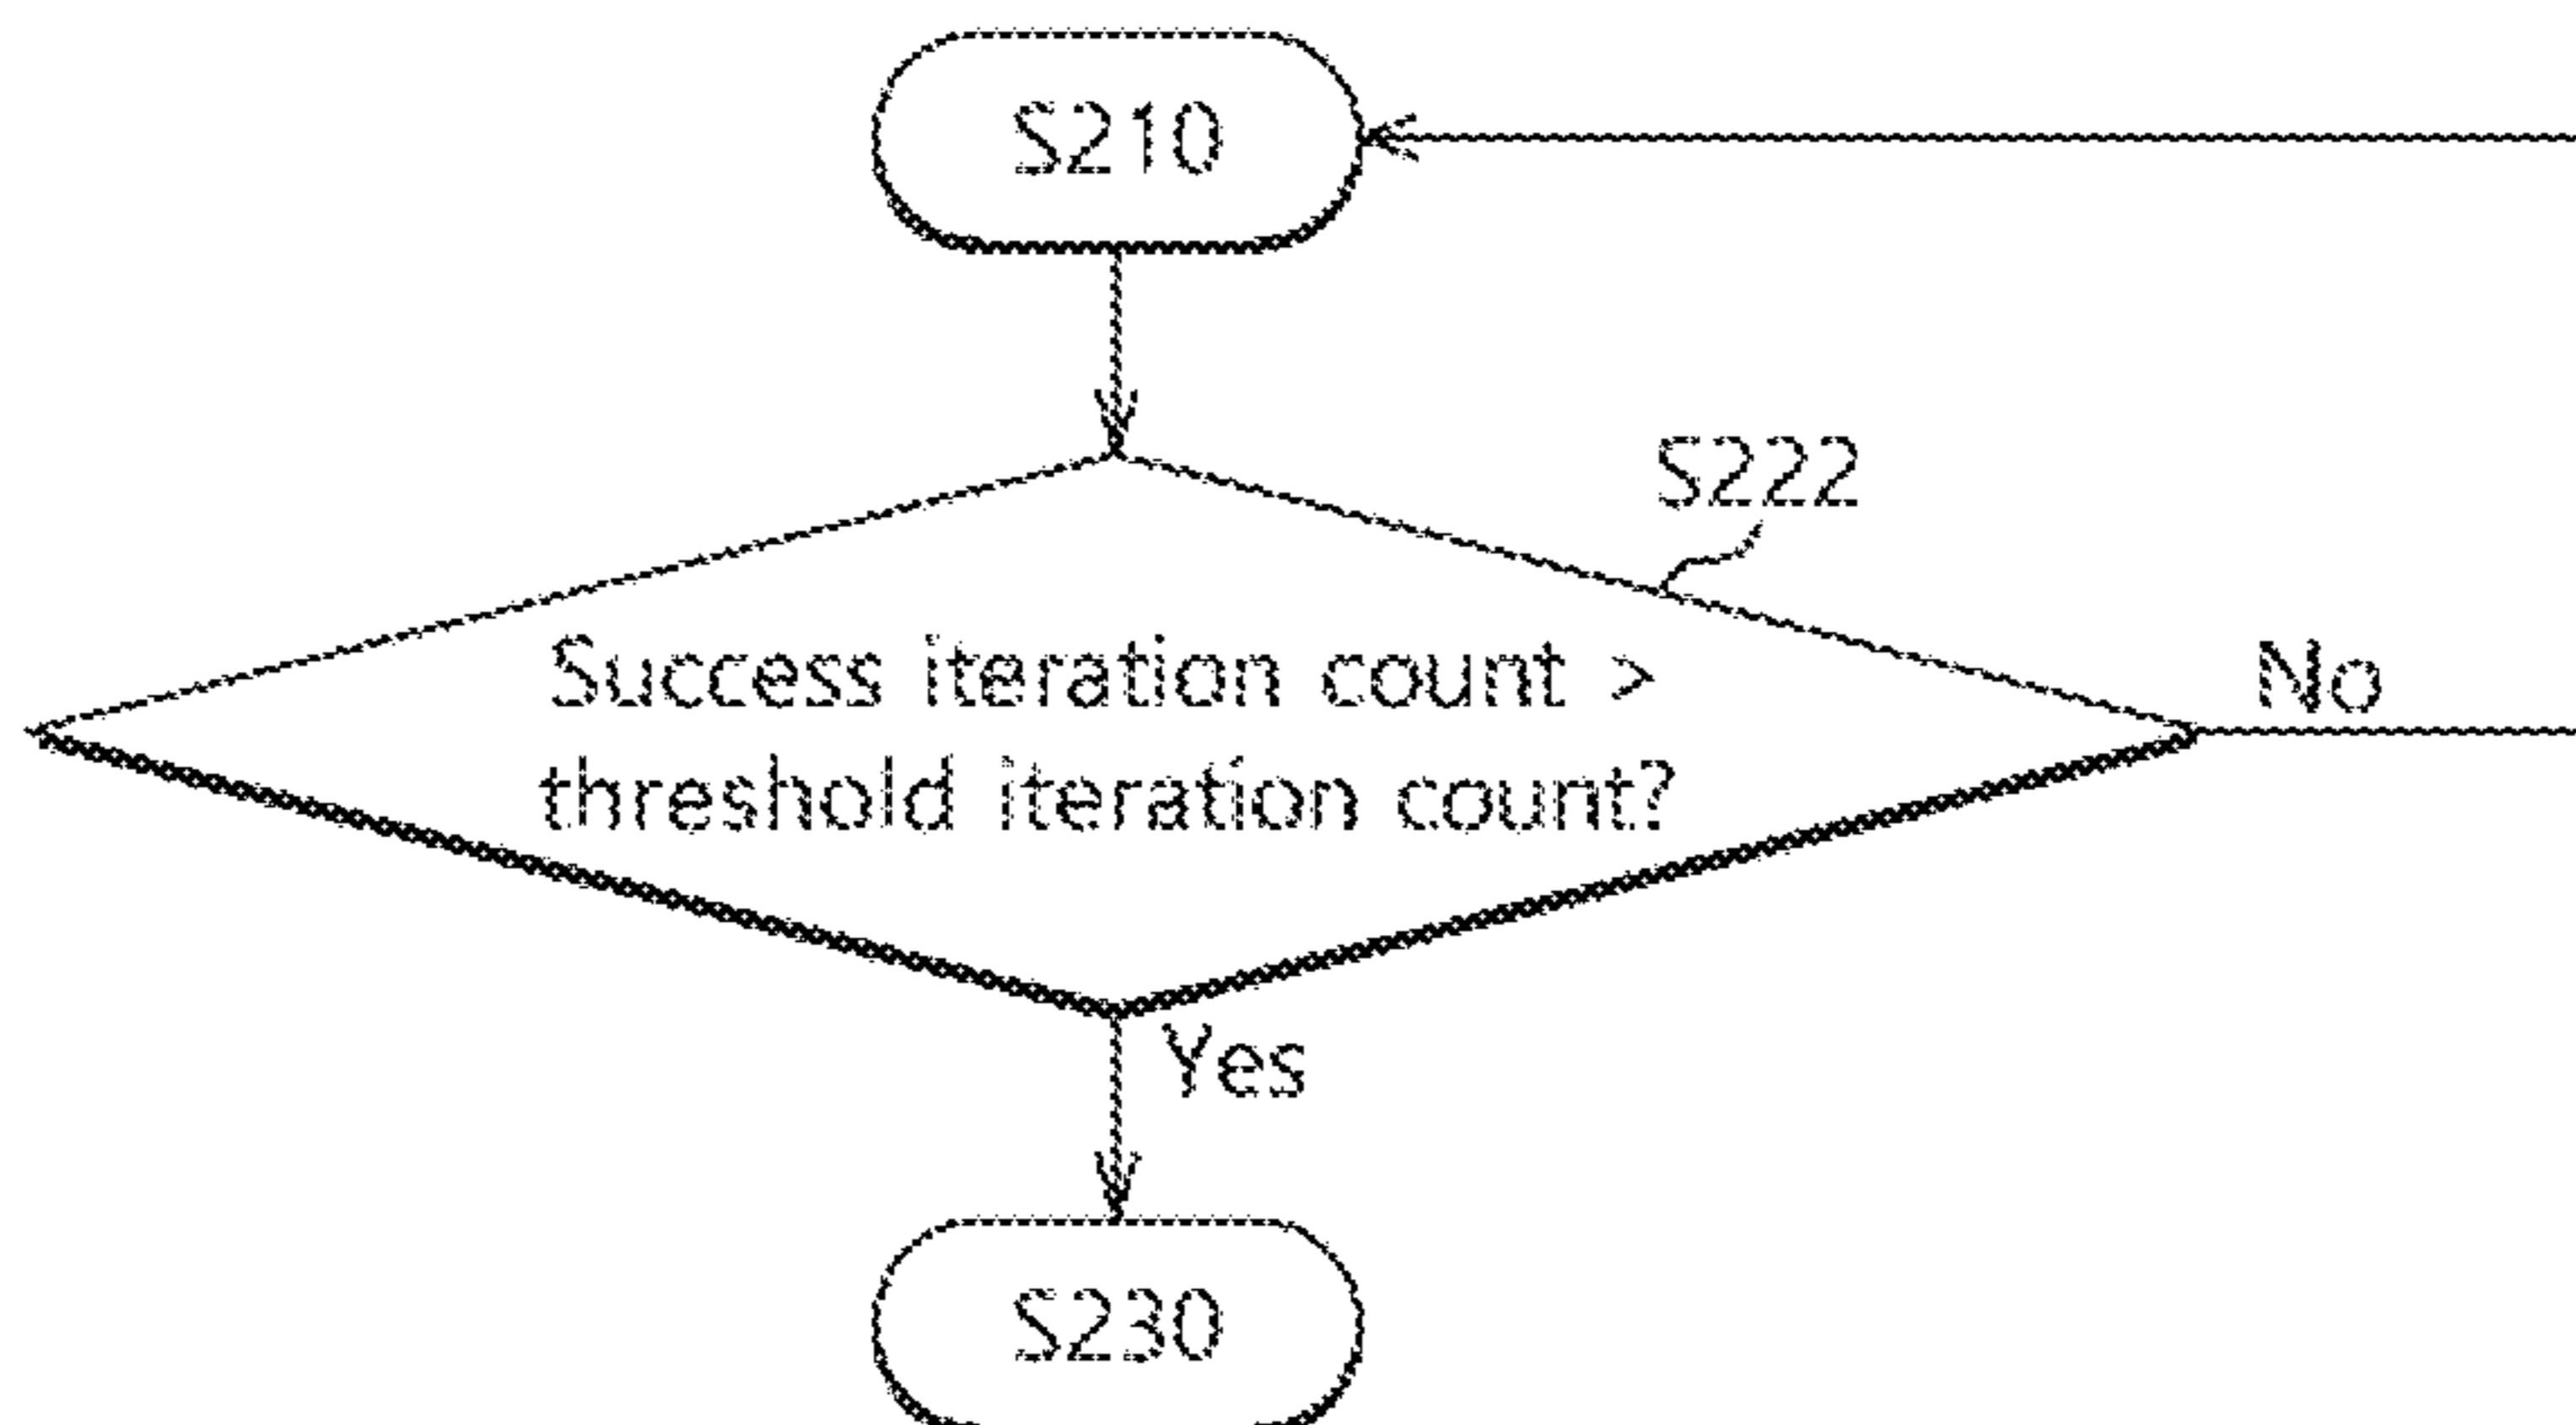 S210
S222
Success iteration count >
threshold iteration count?
No
Yes
S230